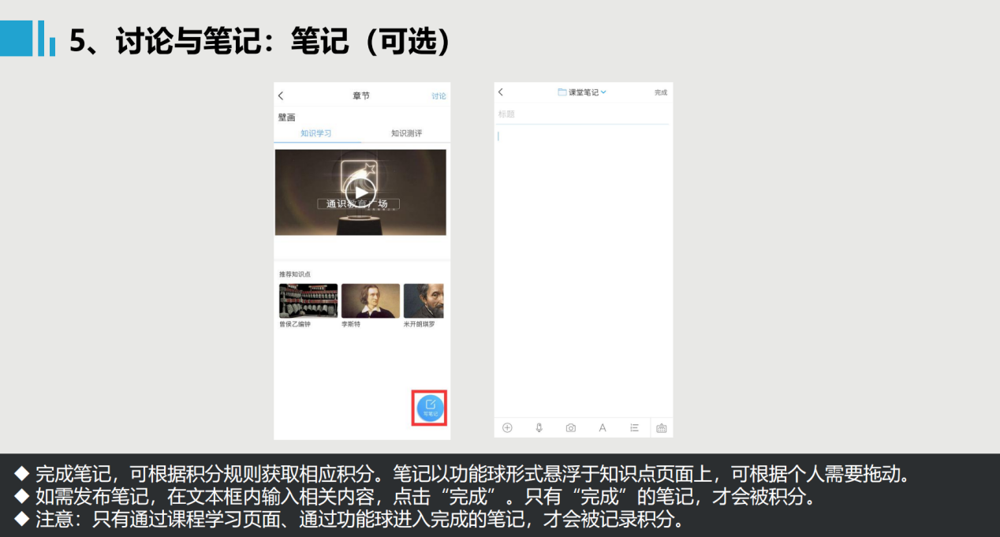 5、讨论与笔记：笔记（可选）
章节
讨论
壁画
知识学习
知识测评
通识教育广场
推荐知识点
曾侯乙编钟
李斯特
米开朗琪罗
写笔记
课堂笔记
完成
标题
A
◆ 完成笔记，可根据积分规则获取相应积分。笔记以功能球形式悬浮于知识点页面上，可根据个人需要拖动。
◆ 如需发布笔记，在文本框内输入相关内容，点击“完成”。只有“完成”的笔记，才会被积分。
◆ 注意：只有通过课程学习页面、通过功能球进入完成的笔记，才会被记录积分。